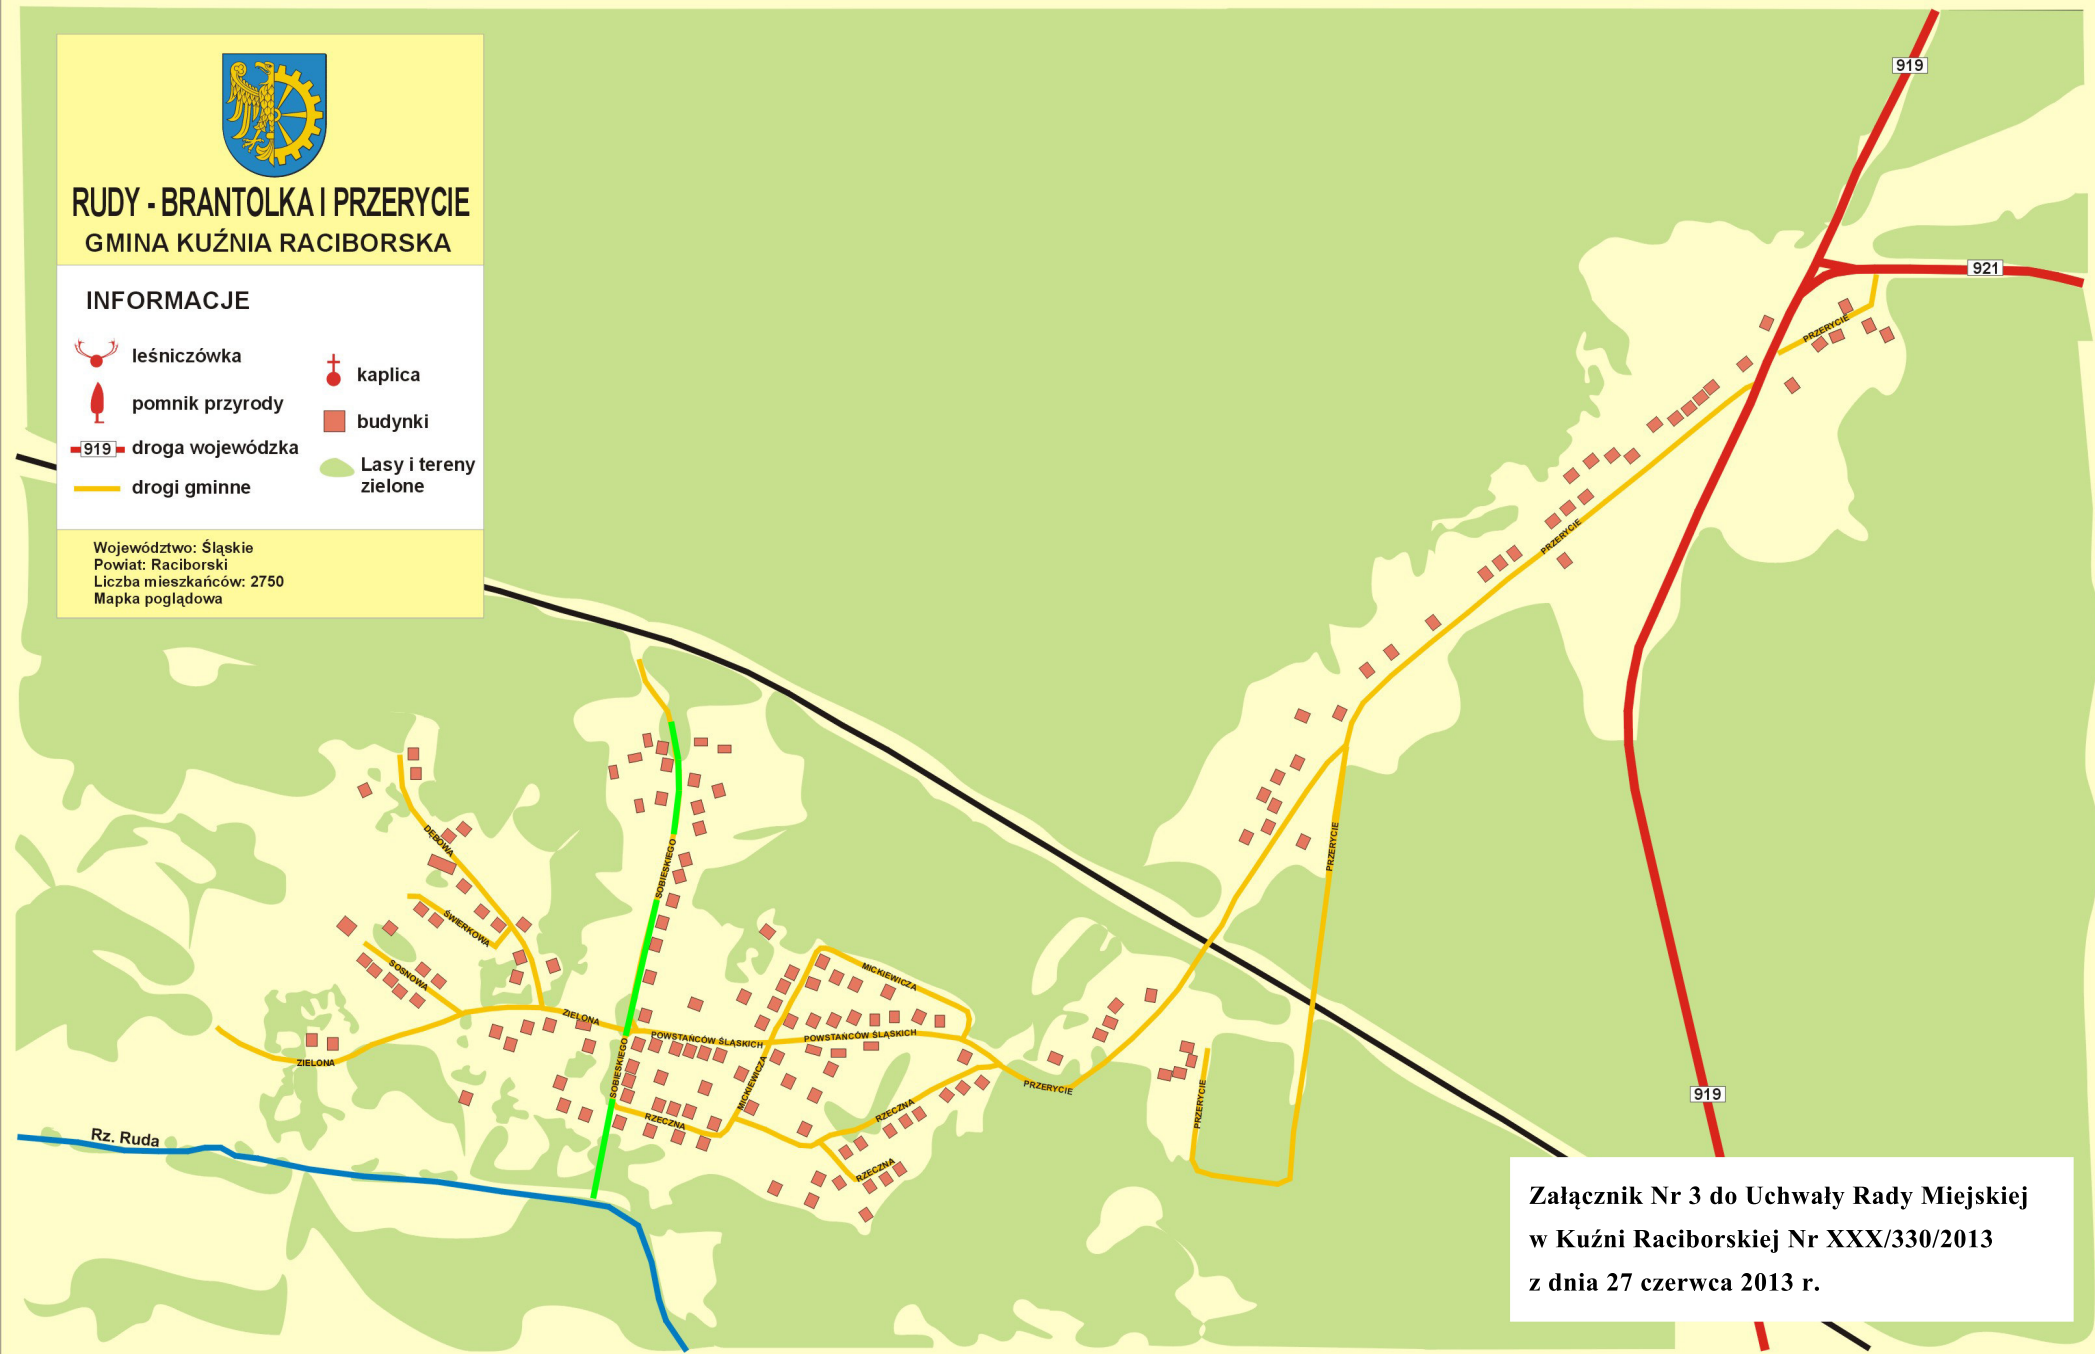 RUDY - BRANTOLKA I PRZERYCIE
GMINA KUŹNIA RACIBORSKA
INFORMACJE
leśniczówka
pomnik przyrody
919 droga wojewódzka
drogi gminne
kaplica
budynki
Lasy i tereny
zielone
Województwo: Śląskie
Powiat: Raciborski
Liczba mieszkańców: 2750
Mapka poglądowa
919
921
PRZERYCIE
PRZERYCIE
PRZERYCIE
DĘBOWA
SOBIESKIEGO
ŚWIERKOWA
SOSNOWA
MICKIEWICZA
ZIELONA
POWSTAŃCÓW ŚLĄSKICH
POWSTAŃCÓW ŚLĄSKICH
ZIELONA
SOBIESKIEGO
MICKIEWICZA
PRZERYCIE
PRZERYCIE
919
RZECZNA
RZECZNA
RZECZNA
Rz. Ruda
Załącznik Nr 3 do Uchwały Rady Miejskiej
w Kuźni Raciborskiej Nr XXX/330/2013
z dnia 27 czerwca 2013 r.